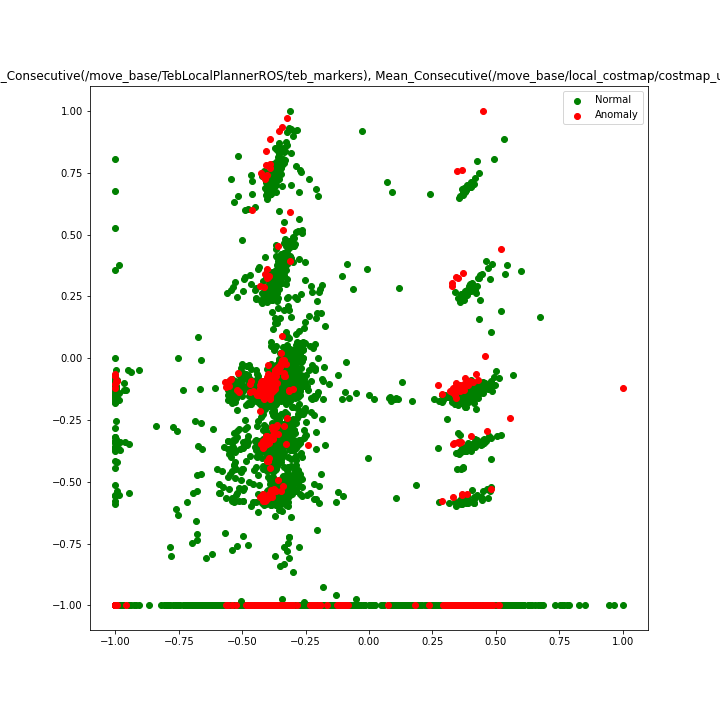 _Consecutive(/move_base/TebLocalPlannerROS/teb_markers), Mean_Consecutive(/move_base/local_costmap/costmap_u
Normal
Anomaly
1.00
0.75
0.50
0.25
0.00
−0.25
−0.50
−0.75
−1.00
−1.00 −0.75 −0.50 −0.25 0.00 0.25 0.50 0.75 1.00